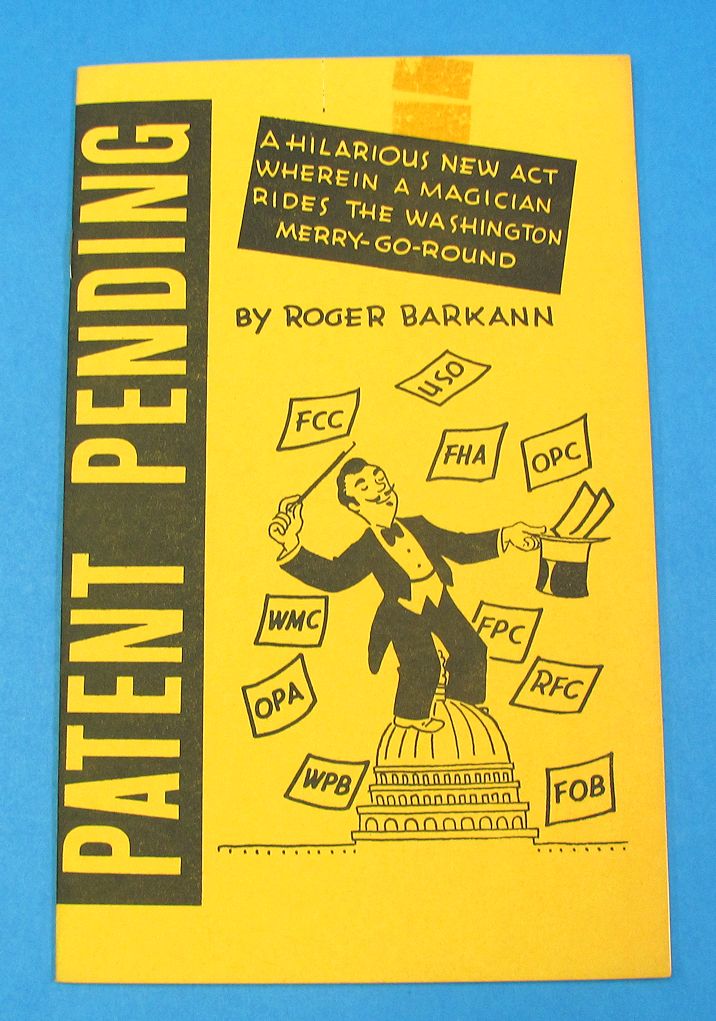 PATENT PENDING
A HILARIOUS NEW ACT
WHEREIN A MAGICIAN
RIDES THE WASHINGTON
MERRY-GO-ROUND
BY ROGER BARKANN
USO
FCC
FHA
OPC
WMC
FPC
OPA
RFC
WPB
FOB